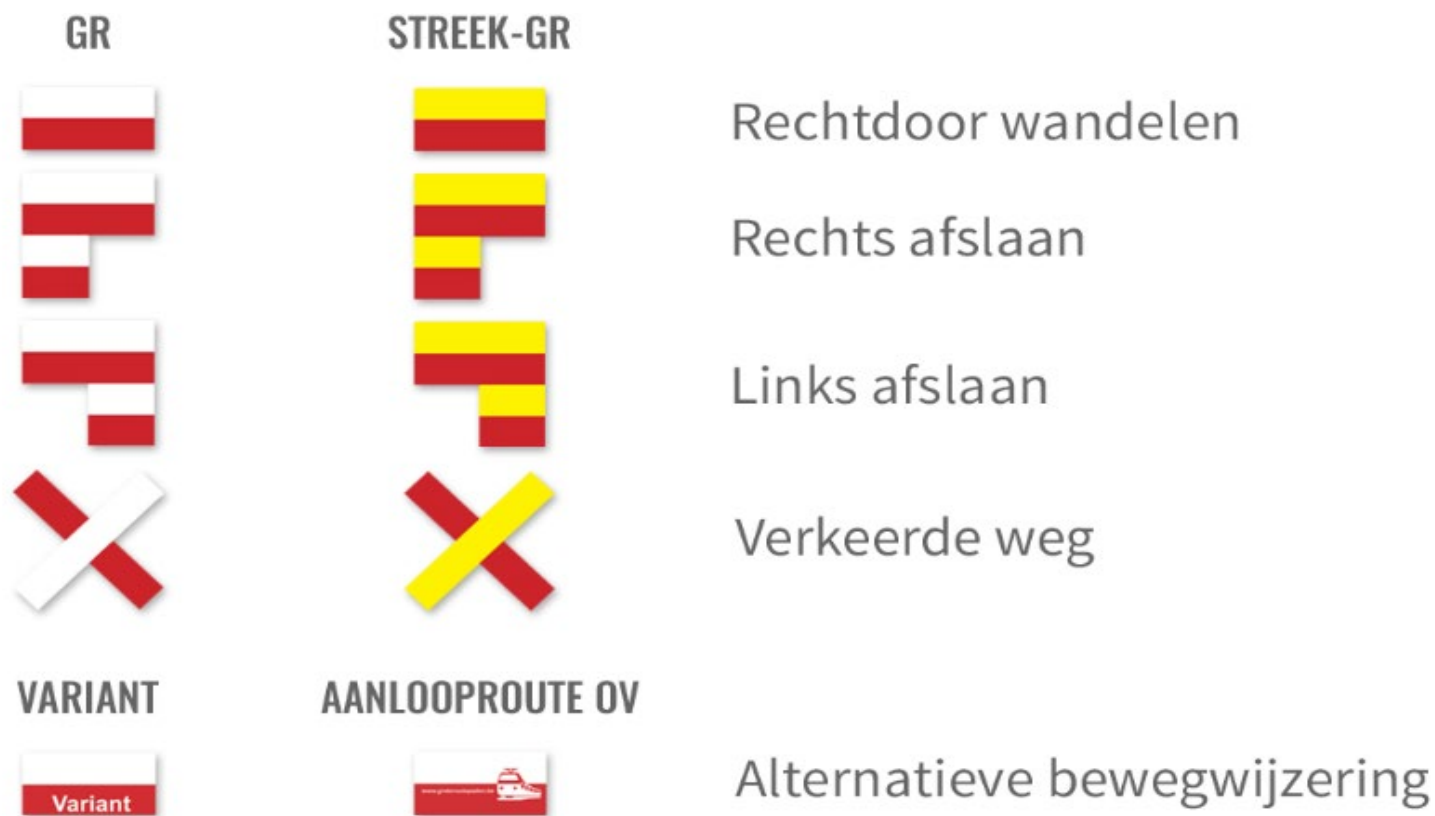 GR STREEK-GR
Rechtdoor wandelen
Rechts afslaan
Links afslaan
Verkeerde weg
VARIANT AANLOOPROUTE OV
Variant
Alternatieve bewegwijzering